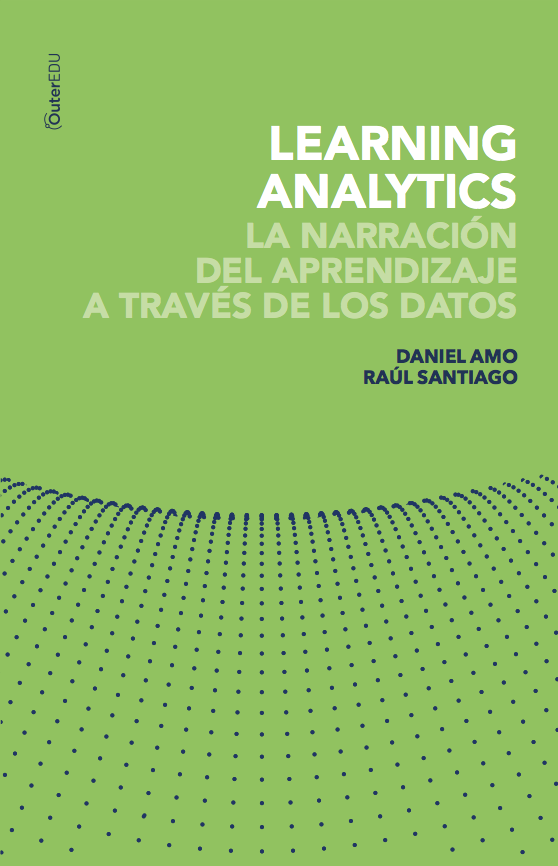 OuterEDU
LEARNING
ANALYTICS
LA NARRACIÓN
DEL APRENDIZAJE
A TRAVÉS DE LOS DATOS
DANIEL AMO
RAÚL SANTIAGO